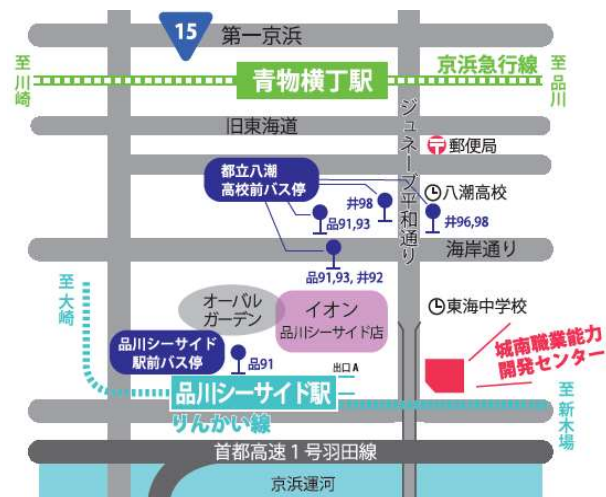 15
第一京浜
至川崎
青物横丁駅
京浜急行線
至品川
旧東海道
ジュネーブ平和通り
郵便局
都立八潮
高校前バス停
井98
八潮高校
品91,93
井96,98
海岸通り
品91,93, 井92
至大崎
オーバル
ガーデン
イオン
品川シーサイド店
東海中学校
品川シーサイド
駅前バス停
品91
出口A
城南職業能力
開発センター
品川シーサイド駅
りんかい線
至新木場
首都高速1号羽田線
京浜運河